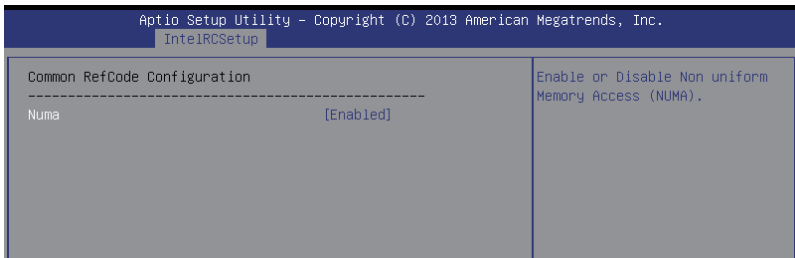 Aptio Setup Utility – Copyright (C) 2013 American Megatrends, Inc.
IntelRCSetup
Common RefCode Configuration
--------------------------------------------------
Numa [Enabled]
Enable or Disable Non uniform
Memory Access (NUMA).